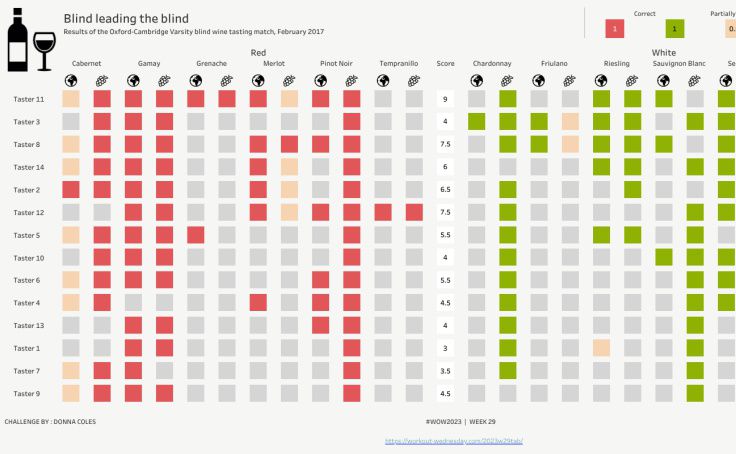 Blind leading the blind
Results of the Oxford-Cambridge Varsity blind wine tasting match, February 2017
Correct Partially
1 1 0.
Red White
Cabernet Gamay Grenache Merlot Pinot Noir Tempranillo Score Chardonnay Friulano Riesling Sauvignon Blanc Se
Taster 11 9
Taster 3 4
Taster 8 7.5
Taster 14 6
Taster 2 6.5
Taster 12 7.5
Taster 5 5.5
Taster 10 4
Taster 6 5.5
Taster 4 4.5
Taster 13 4
Taster 1 3
Taster 7 3.5
Taster 9 4.5
CHALLENGE BY : DONNA COLES #WOW2023 | WEEK 29
https://workout-wednesday.com/2023w29tab/